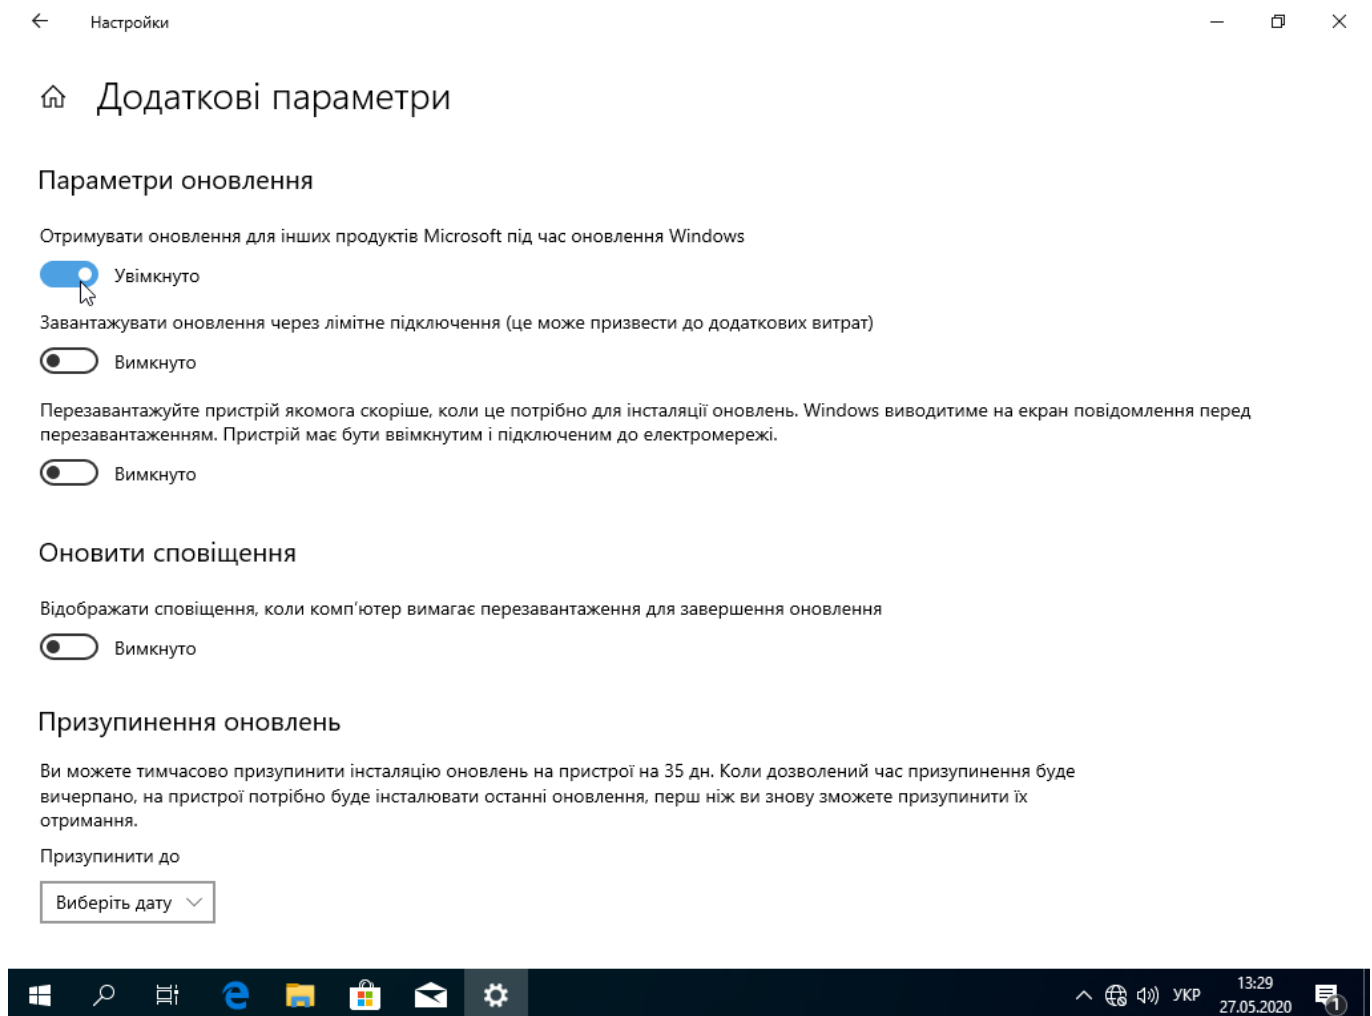 Настройки
Додаткові параметри
Параметри оновлення
Отримувати оновлення для інших продуктів Microsoft під час оновлення Windows
Увімкнуто
Завантажувати оновлення через лімітне підключення (це може призвести до додаткових витрат)
Вимкнуто
Перезавантажуйте пристрій якомога скоріше, коли це потрібно для інсталяції оновлень. Windows виводитиме на екран повідомлення перед
перезавантаженням. Пристрій має бути ввімкнутим і підключеним до електромережі.
Вимкнуто
Оновити сповіщення
Відображати сповіщення, коли комп’ютер вимагає перезавантаження для завершення оновлення
Вимкнуто
Призупинення оновлень
Ви можете тимчасово призупинити інсталяцію оновлень на пристрої на 35 дн. Коли дозволений час призупинення буде
вичерпано, на пристрої потрібно буде інсталювати останні оновлення, перш ніж ви знову зможете призупинити їх
отримання.
Призупинити до
Виберіть дату
УКР
13:29
27.05.2020
1